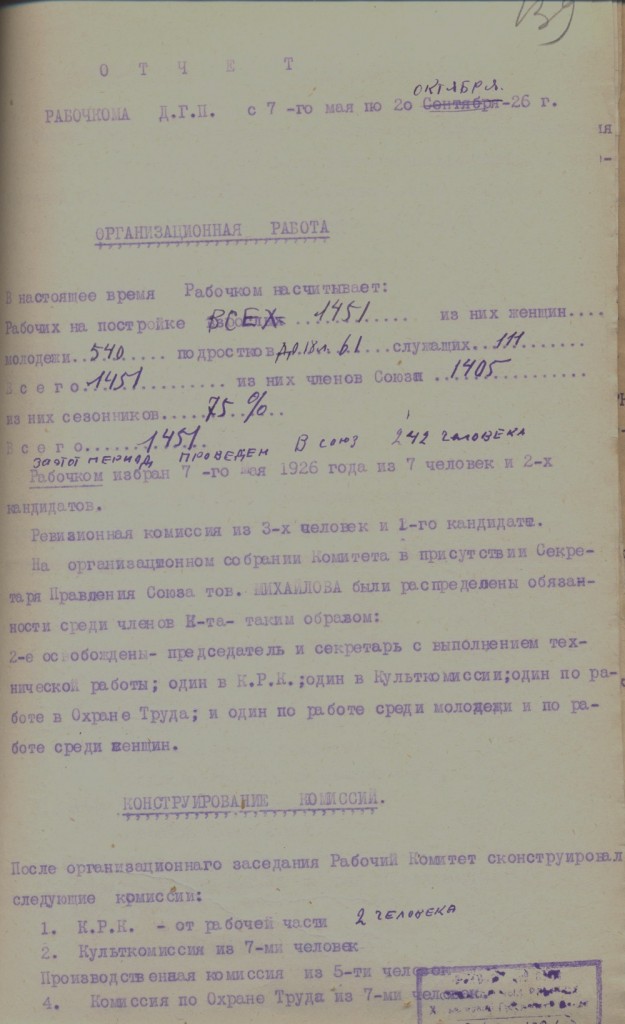 139
О Т Ч Е Т
ОКТЯБРЯ.
РАБОЧКОМА Д.Г.П. с 7 -го мая по 2о Сентября-26 г.
ОРГАНИЗАЦИОННАЯ РАБОТА
В настоящее время Рабочком насчитывает:
Рабочих на постройке ВСЕХ ..1451...... из них женщин....
молодежи..540...... подростков до 18 л. 61...служащих..111.......
В с е г о.1451......... из них членов Союза ..1405...........
из них сезонников.....75.%..
В с е г о......1451..
за этот период, проведен в союз 242 человека
Рабочком избран 7 -го мая 1926 года из 7 человек и 2-х
кандидатов.
Ревизионная комиссия из 3-х человек и 1-го кандидата.
На организационном собрании Комитета в присутствии Секре-
таря Правления Союза тов. МИХАЙЛОВА были распределены обязан-
ности среди членов К-та- таким образом:
2-е освобождены- председатель и секретарь с выполнением тех-
нической работы; один в К.Р.К.;один в Культкомиссии;один по ра-
боте в Охране Труда; и один по работе среди молодежи и по ра-
боте среди женщин.
КОНСТРУИРОВАНИЕ КОМИССИЙ.
После организационнаго заседания Рабочий Комитет сконструировал
следующие комиссии:
1. К.Р.К. - от рабочей части 2 человека
2. Культкомиссия из 7-ми человек
Производственная комиссия из 5-ти человек
4. Комиссия по Охране Труда из 7-ми человек